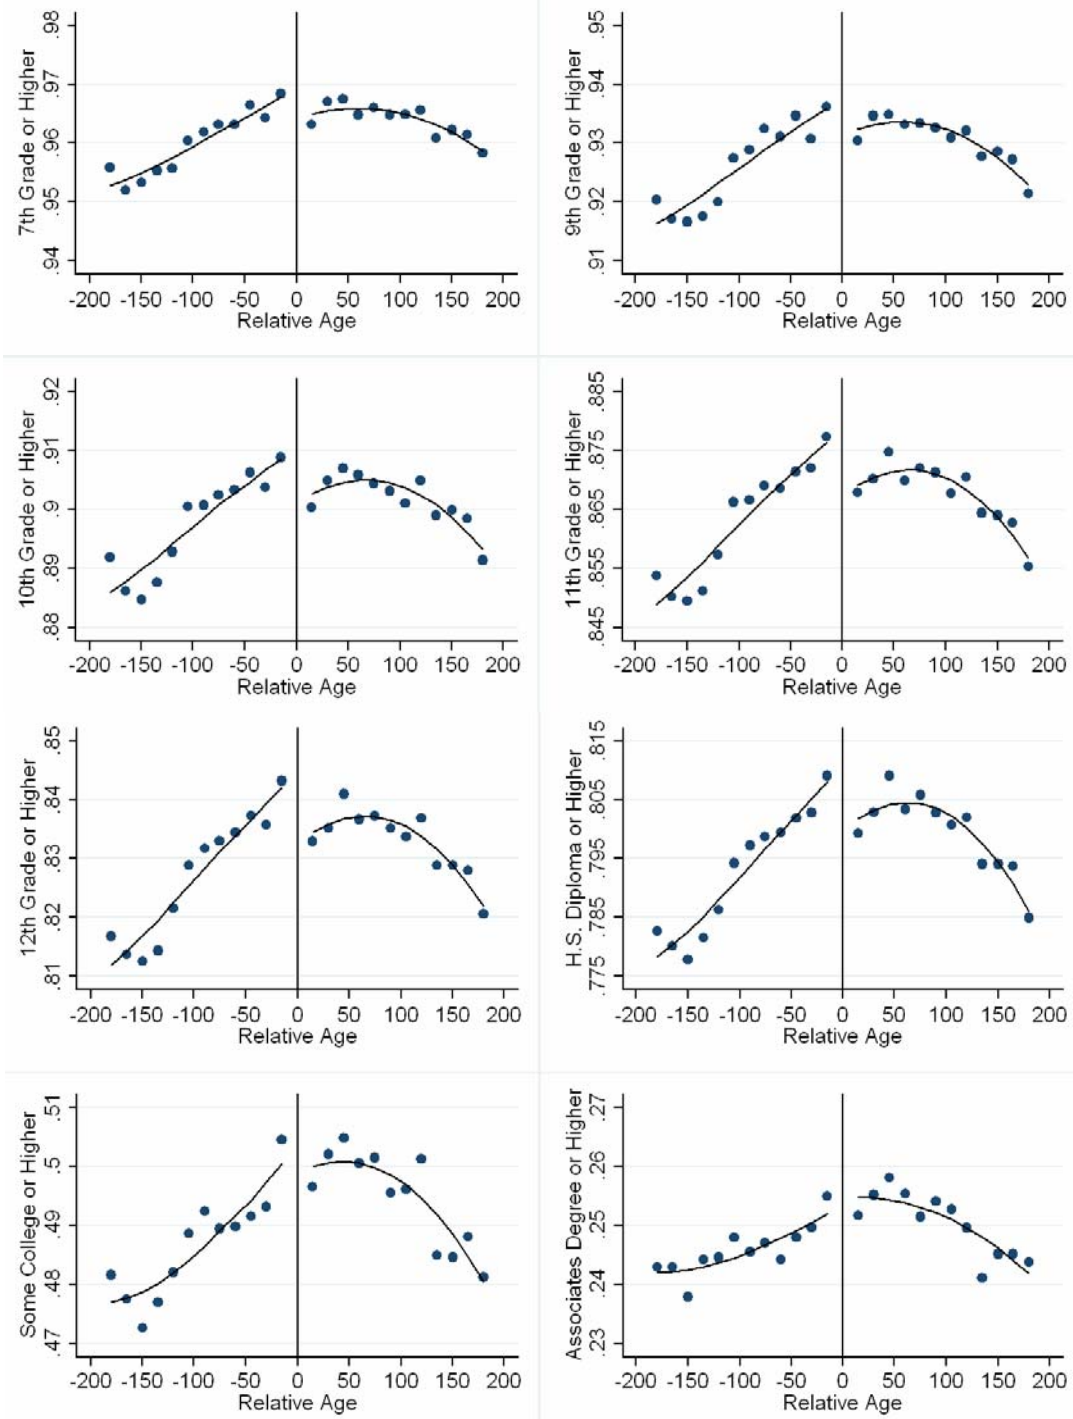 7th Grade or Higher
.98
.97
.96
.95
.94
-200 -150 -100 -50 0 50 100 150 200
Relative Age
9th Grade or Higher
.95
.94
.93
.92
.91
-200 -150 -100 -50 0 50 100 150 200
Relative Age
10th Grade or Higher
.92
.91
.9
.89
.88
-200 -150 -100 -50 0 50 100 150 200
Relative Age
11th Grade or Higher
.885
.875
.865
.855
.845
-200 -150 -100 -50 0 50 100 150 200
Relative Age
12th Grade or Higher
.85
.84
.83
.82
.81
-200 -150 -100 -50 0 50 100 150 200
Relative Age
H.S. Diploma or Higher
.815
.805
.795
.785
.775
-200 -150 -100 -50 0 50 100 150 200
Relative Age
Some College or Higher
.51
.5
.49
.48
.47
-200 -150 -100 -50 0 50 100 150 200
Relative Age
Associates Degree or Higher
.27
.26
.25
.24
.23
-200 -150 -100 -50 0 50 100 150 200
Relative Age